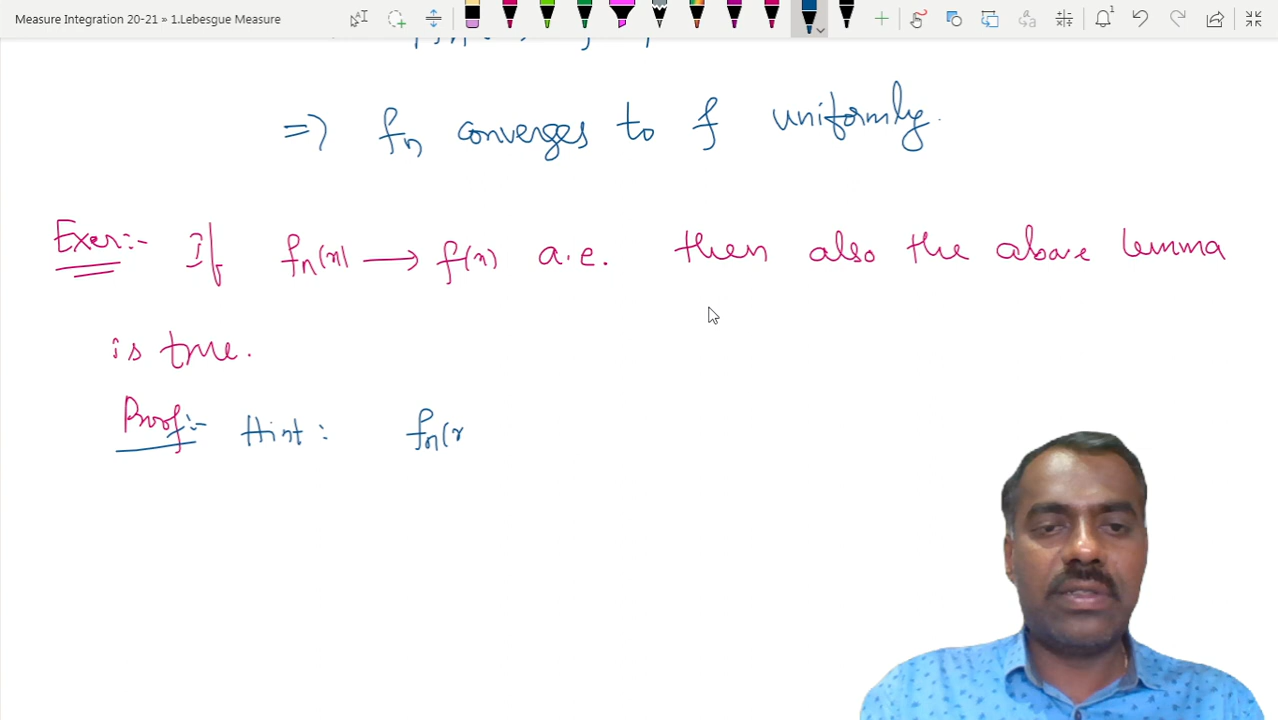 Measure Integration 20-21 » 1.Lebesgue Measure
=> fn converges to f uniformly.
Exer:- If fn(x) → f(x) a.e. then also the above lemma
is true.
Proof:- Hint: fn(x